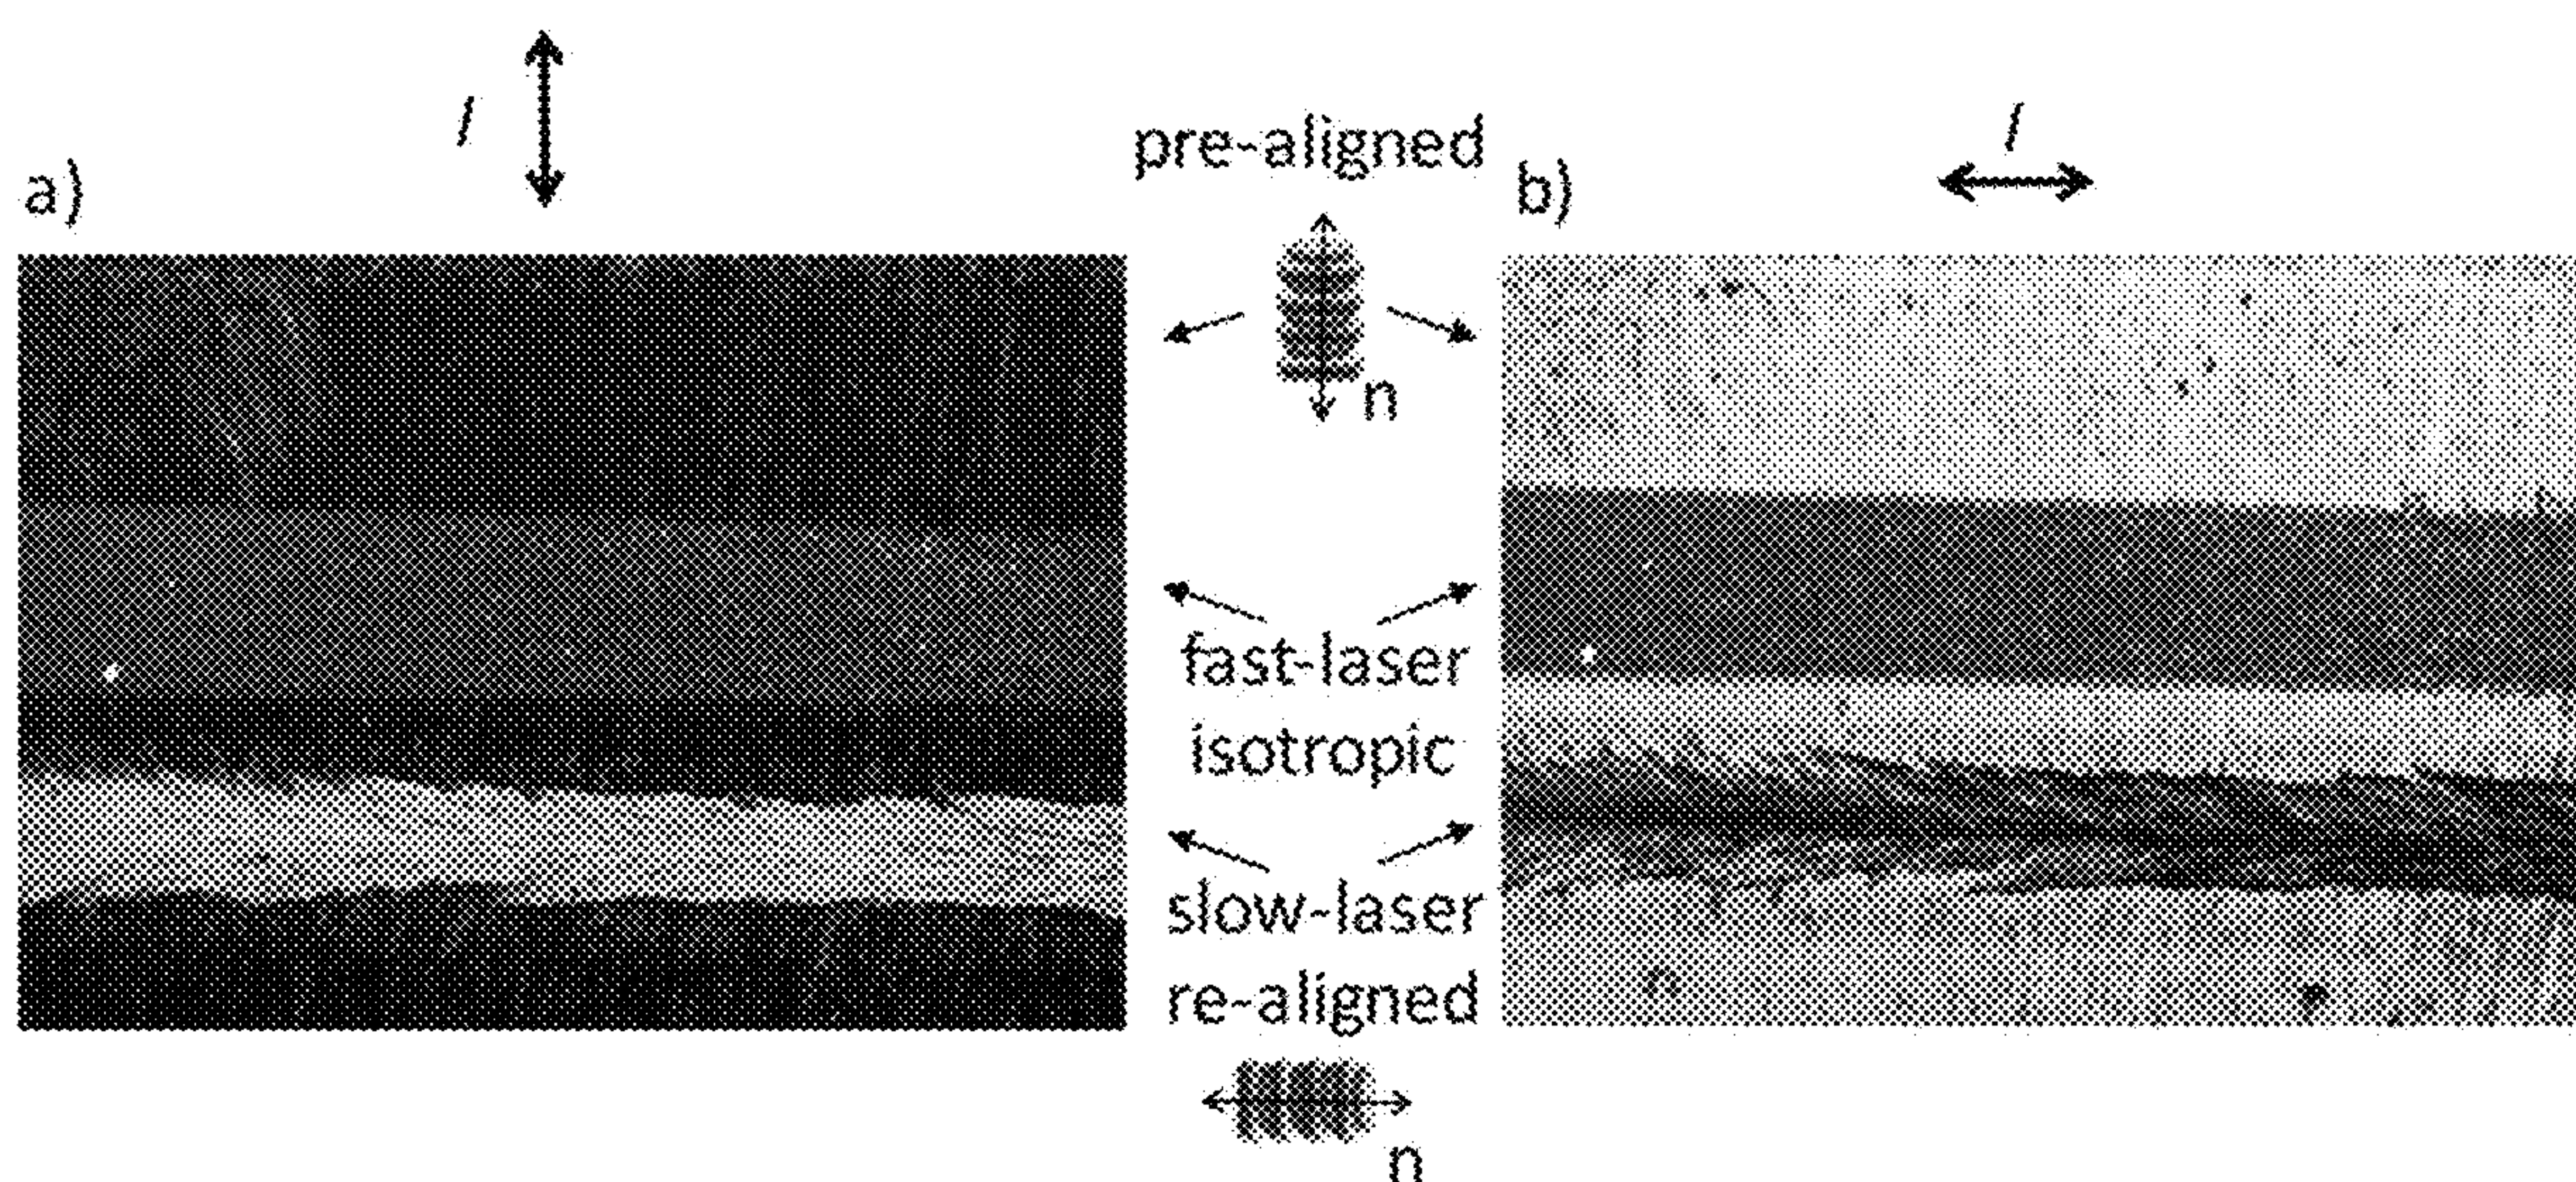 a)
I
pre-aligned
n
b)
I
fast-laser
isotropic
slow-laser
re-aligned
n